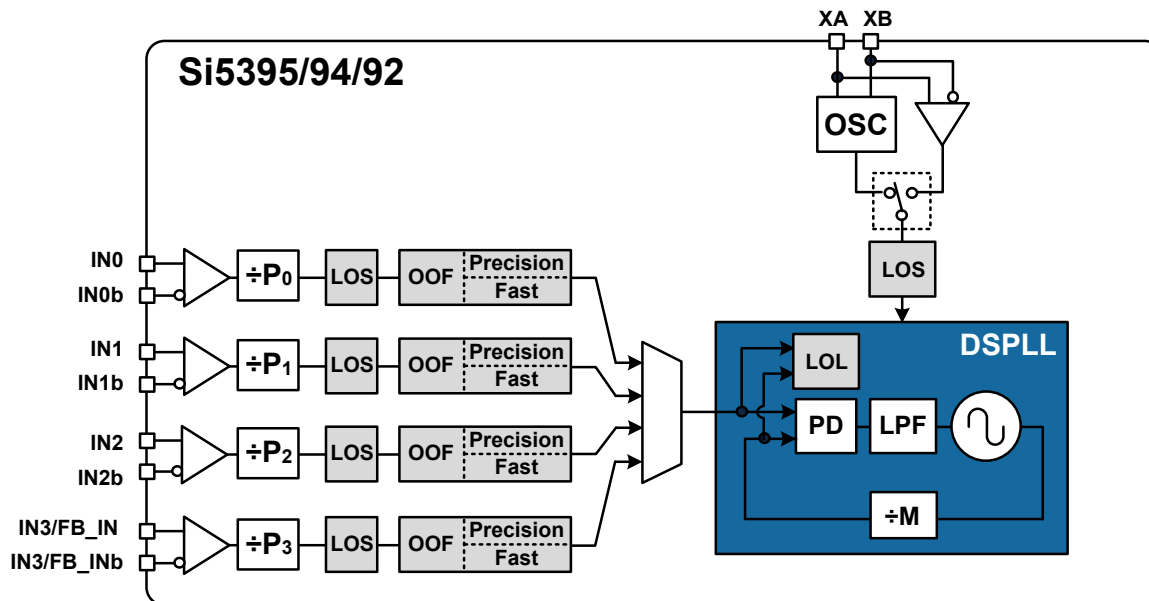 XA XB
Si5395/94/92
OSC
LOS
IN0
IN0b
÷P0
LOS
OOF
Precision
Fast
IN1
IN1b
÷P1
LOS
OOF
Precision
Fast
IN2
IN2b
÷P2
LOS
OOF
Precision
Fast
IN3/FB_IN
IN3/FB_INb
÷P3
LOS
OOF
Precision
Fast
DSPLL
LOL
PD
LPF
÷M